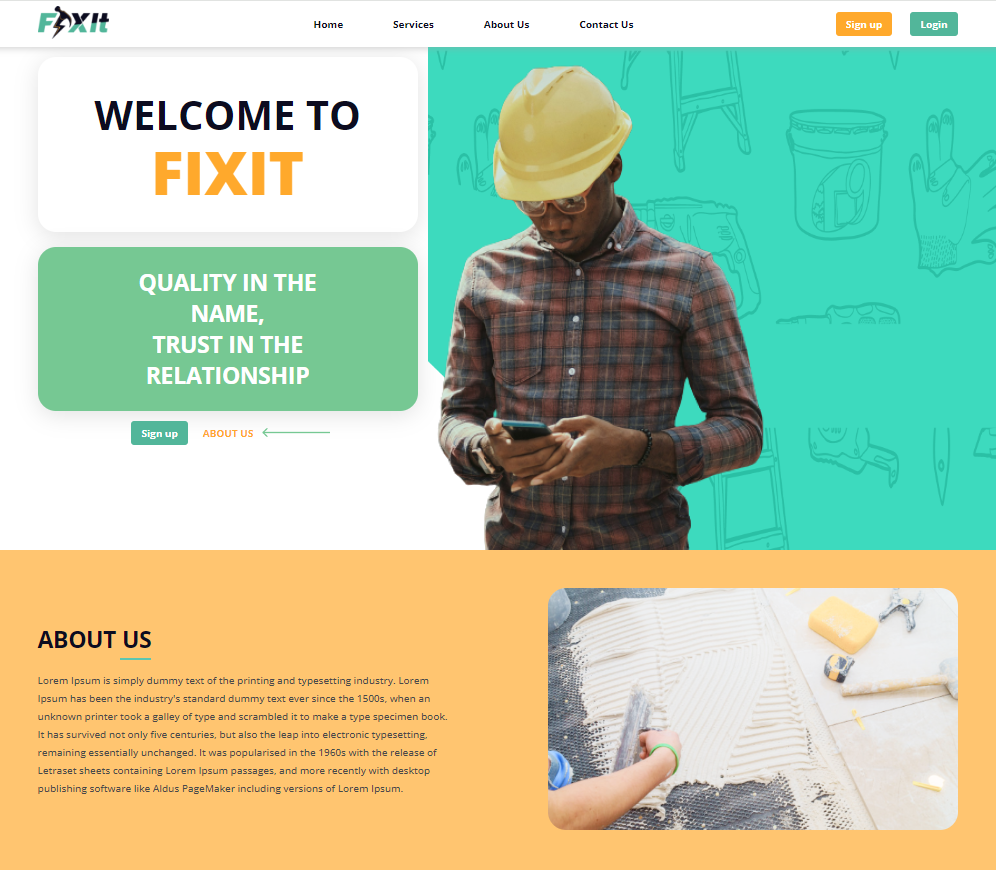 FIXIt
Home
Services
About Us
Contact Us
Sign up
Login
WELCOME TO
FIXIT
QUALITY IN THE
NAME,
TRUST IN THE
RELATIONSHIP
Sign up
ABOUT US
ABOUT US
Lorem Ipsum is simply dummy text of the printing and typesetting industry. Lorem
Ipsum has been the industry's standard dummy text ever since the 1500s, when an
unknown printer took a galley of type and scrambled it to make a type specimen book.
It has survived not only five centuries, but also the leap into electronic typesetting,
remaining essentially unchanged. It was popularised in the 1960s with the release of
Letraset sheets containing Lorem Ipsum passages, and more recently with desktop
publishing software like Aldus PageMaker including versions of Lorem Ipsum.